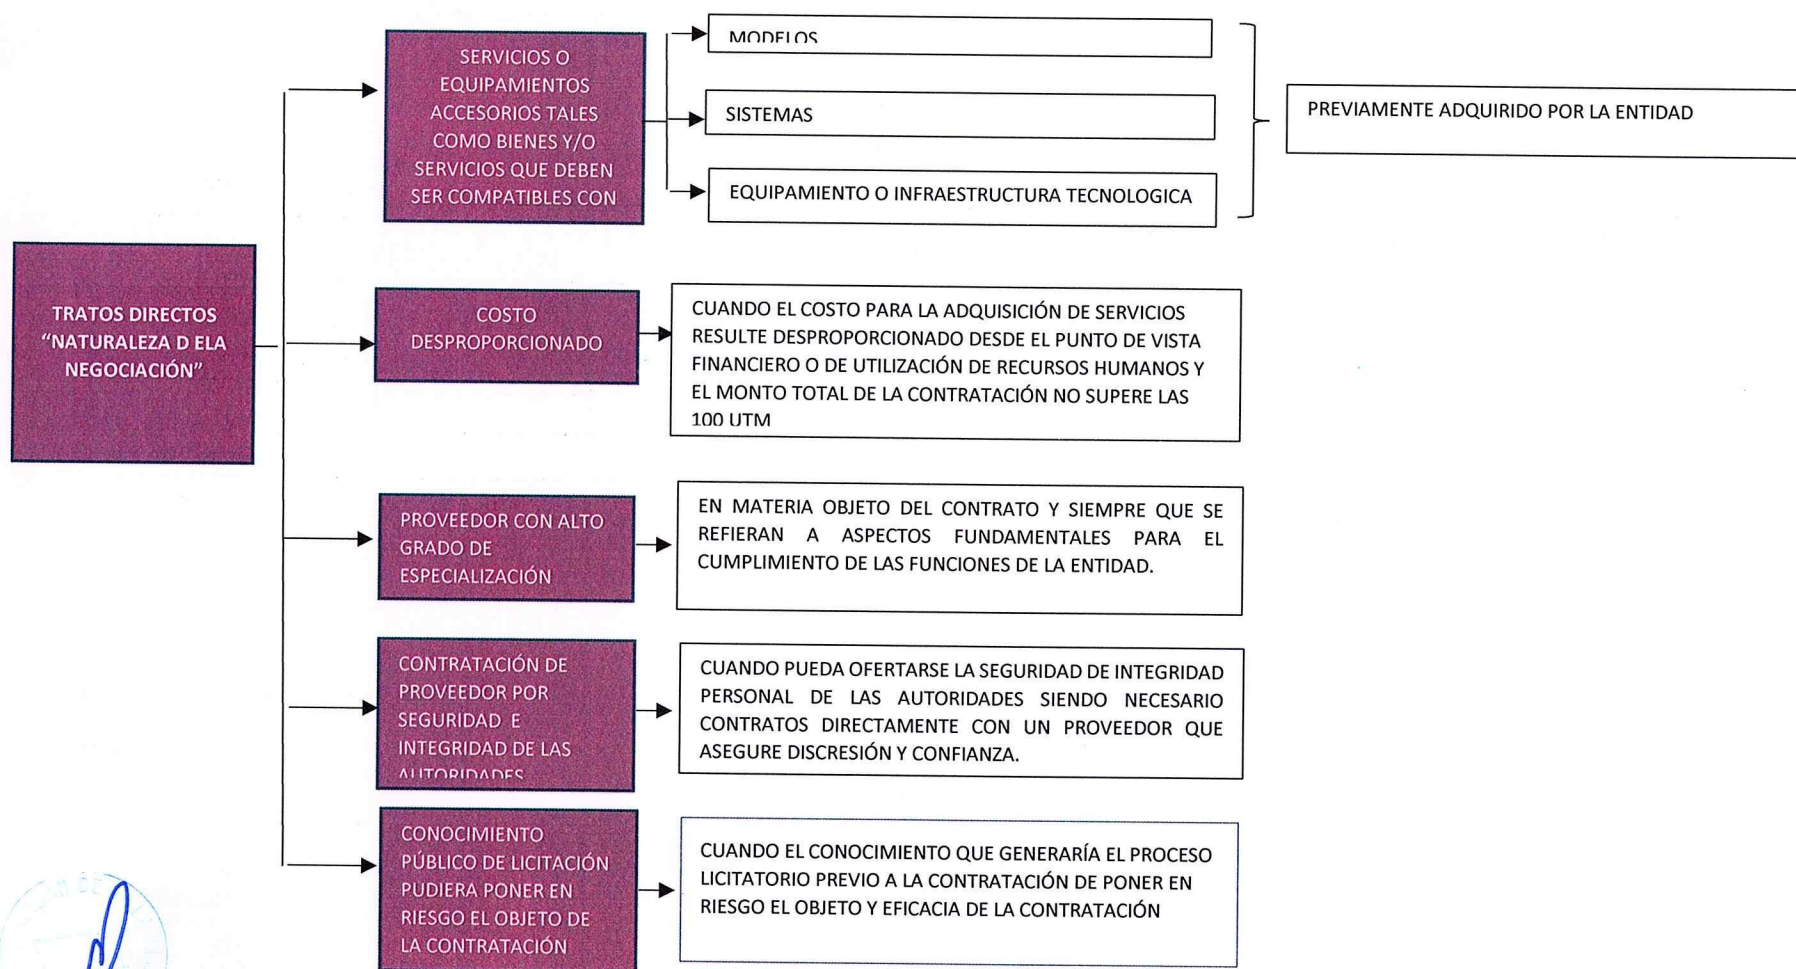 TRATOS DIRECTOS
“NATURALEZA D ELA
NEGOCIACIÓN”
SERVICIOS O
EQUIPAMIENTOS
ACCESORIOS TALES
COMO BIENES Y/O
SERVICIOS QUE DEBEN
SER COMPATIBLES CON
MODELOS
SISTEMAS
EQUIPAMIENTO O INFRAESTRUCTURA TECNOLOGICA
PREVIAMENTE ADQUIRIDO POR LA ENTIDAD
COSTO
DESPROPORCIONADO
CUANDO EL COSTO PARA LA ADQUISICIÓN DE SERVICIOS
RESULTE DESPROPORCIONADO DESDE EL PUNTO DE VISTA
FINANCIERO O DE UTILIZACIÓN DE RECURSOS HUMANOS Y
EL MONTO TOTAL DE LA CONTRATACIÓN NO SUPERE LAS
100 UTM
PROVEEDOR CON ALTO
GRADO DE
ESPECIALIZACIÓN
EN MATERIA OBJETO DEL CONTRATO Y SIEMPRE QUE SE
REFIERAN A ASPECTOS FUNDAMENTALES PARA EL
CUMPLIMIENTO DE LAS FUNCIONES DE LA ENTIDAD.
CONTRATACIÓN DE
PROVEEDOR POR
SEGURIDAD E
INTEGRIDAD DE LAS
AUTORIDADES
CUANDO PUEDA OFERTARSE LA SEGURIDAD DE INTEGRIDAD
PERSONAL DE LAS AUTORIDADES SIENDO NECESARIO
CONTRATOS DIRECTAMENTE CON UN PROVEEDOR QUE
ASEGURE DISCRESIÓN Y CONFIANZA.
CONOCIMIENTO
PÚBLICO DE LICITACIÓN
PUDIERA PONER EN
RIESGO EL OBJETO DE
LA CONTRATACIÓN
CUANDO EL CONOCIMIENTO QUE GENERARÍA EL PROCESO
LICITATORIO PREVIO A LA CONTRATACIÓN DE PONER EN
RIESGO EL OBJETO Y EFICACIA DE LA CONTRATACIÓN